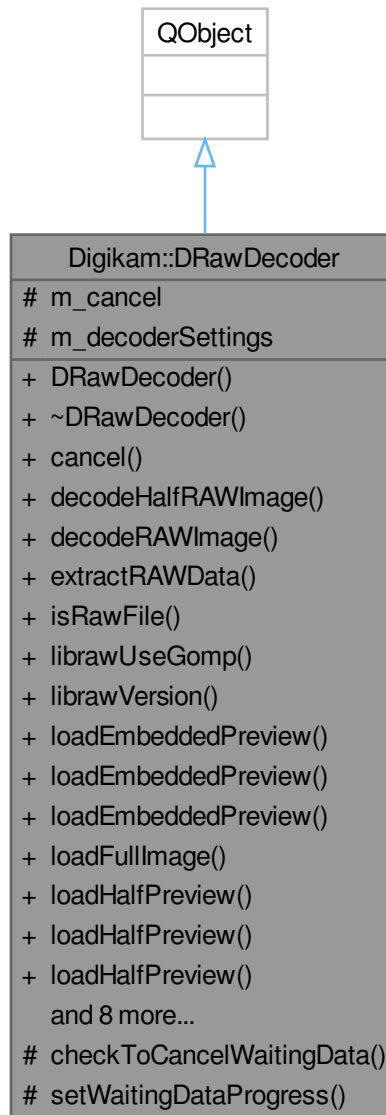 QObject
Digikam::DRawDecoder
# m_cancel
# m_decoderSettings
+ DRawDecoder()
+ ~DRawDecoder()
+ cancel()
+ decodeHalfRAWImage()
+ decodeRAWImage()
+ extractRAWData()
+ isRawFile()
+ librawUseGomp()
+ librawVersion()
+ loadEmbeddedPreview()
+ loadEmbeddedPreview()
+ loadEmbeddedPreview()
+ loadFullImage()
+ loadHalfPreview()
+ loadHalfPreview()
+ loadHalfPreview()
and 8 more...
# checkToCancelWaitingData()
# setWaitingDataProgress()